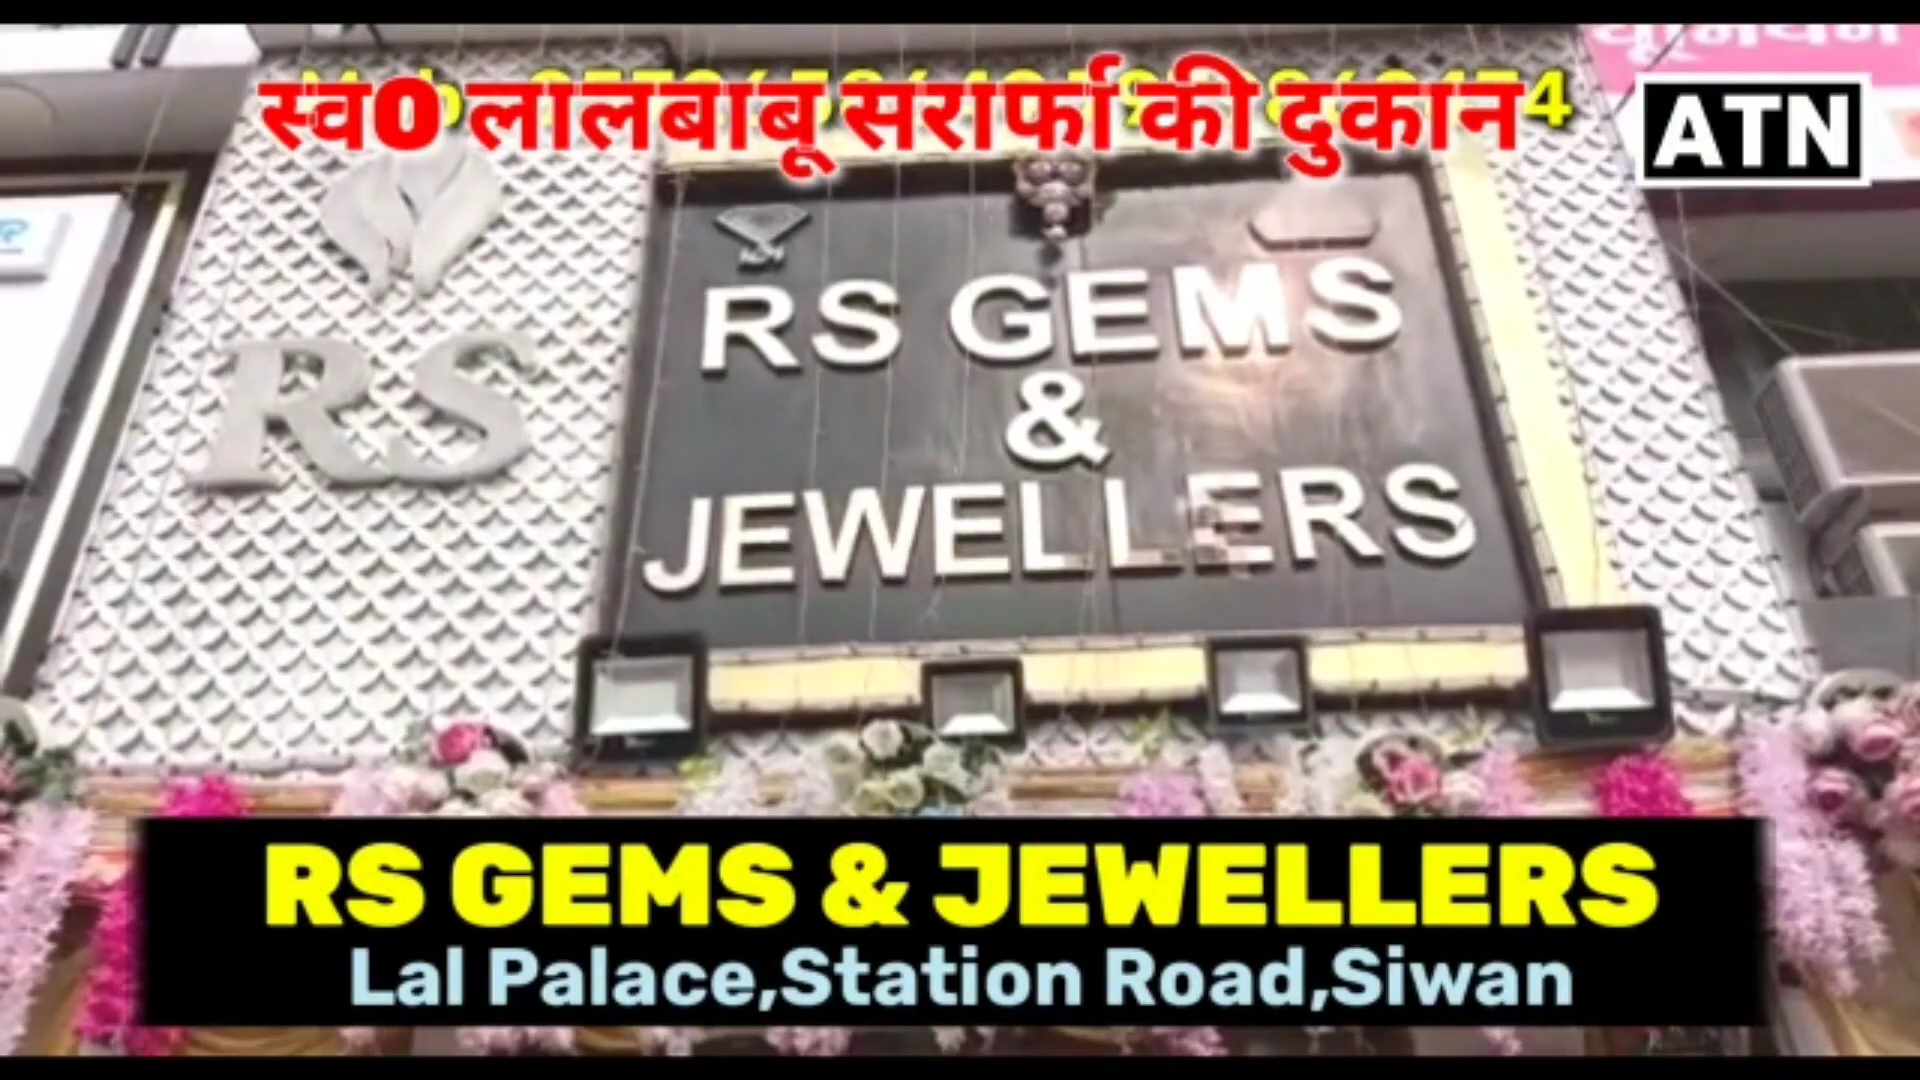 स्व0 लालबाबू सरार्फा की दुकान
ATN
RS
RS GEMS
&
JEWELLERS
RS GEMS & JEWELLERS
Lal Palace,Station Road,Siwan